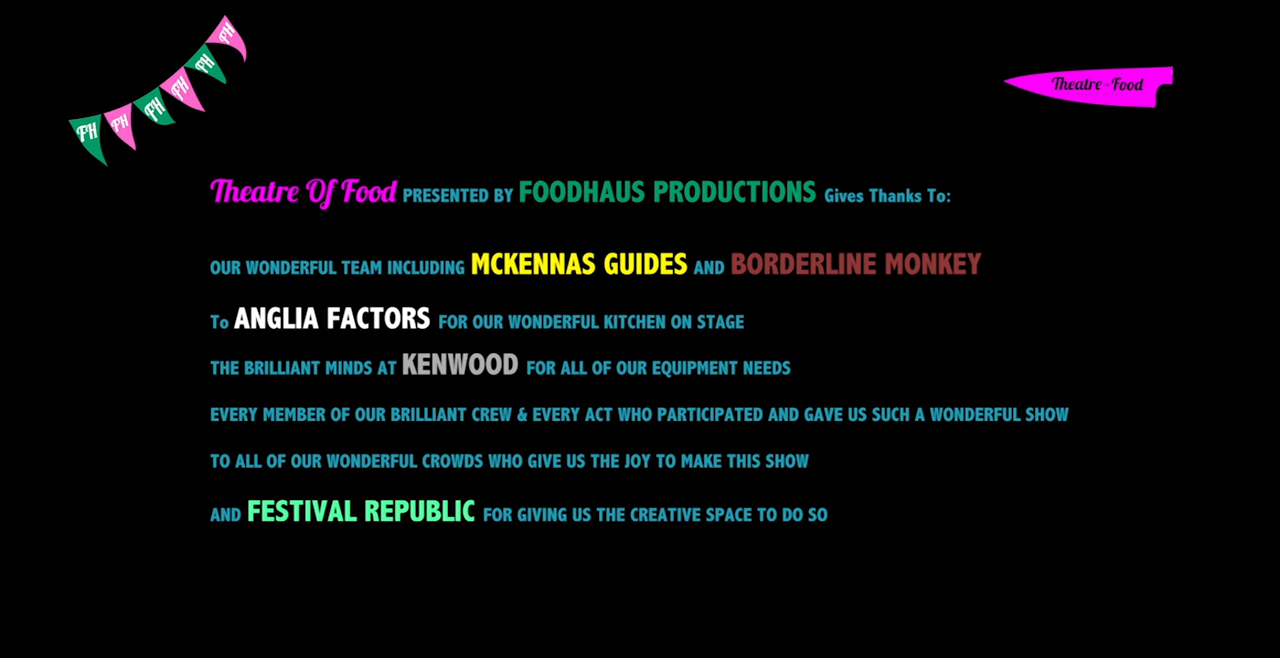 FH FH FH FH FH FH
Theatre of Food
Theatre Of Food PRESENTED BY FOODHAUS PRODUCTIONS Gives Thanks To:
OUR WONDERFUL TEAM INCLUDING MCKENNAS GUIDES AND BORDERLINE MONKEY
To ANGLIA FACTORS FOR OUR WONDERFUL KITCHEN ON STAGE
THE BRILLIANT MINDS AT KENWOOD FOR ALL OF OUR EQUIPMENT NEEDS
EVERY MEMBER OF OUR BRILLIANT CREW & EVERY ACT WHO PARTICIPATED AND GAVE US SUCH A WONDERFUL SHOW
TO ALL OF OUR WONDERFUL CROWDS WHO GIVE US THE JOY TO MAKE THIS SHOW
AND FESTIVAL REPUBLIC FOR GIVING US THE CREATIVE SPACE TO DO SO